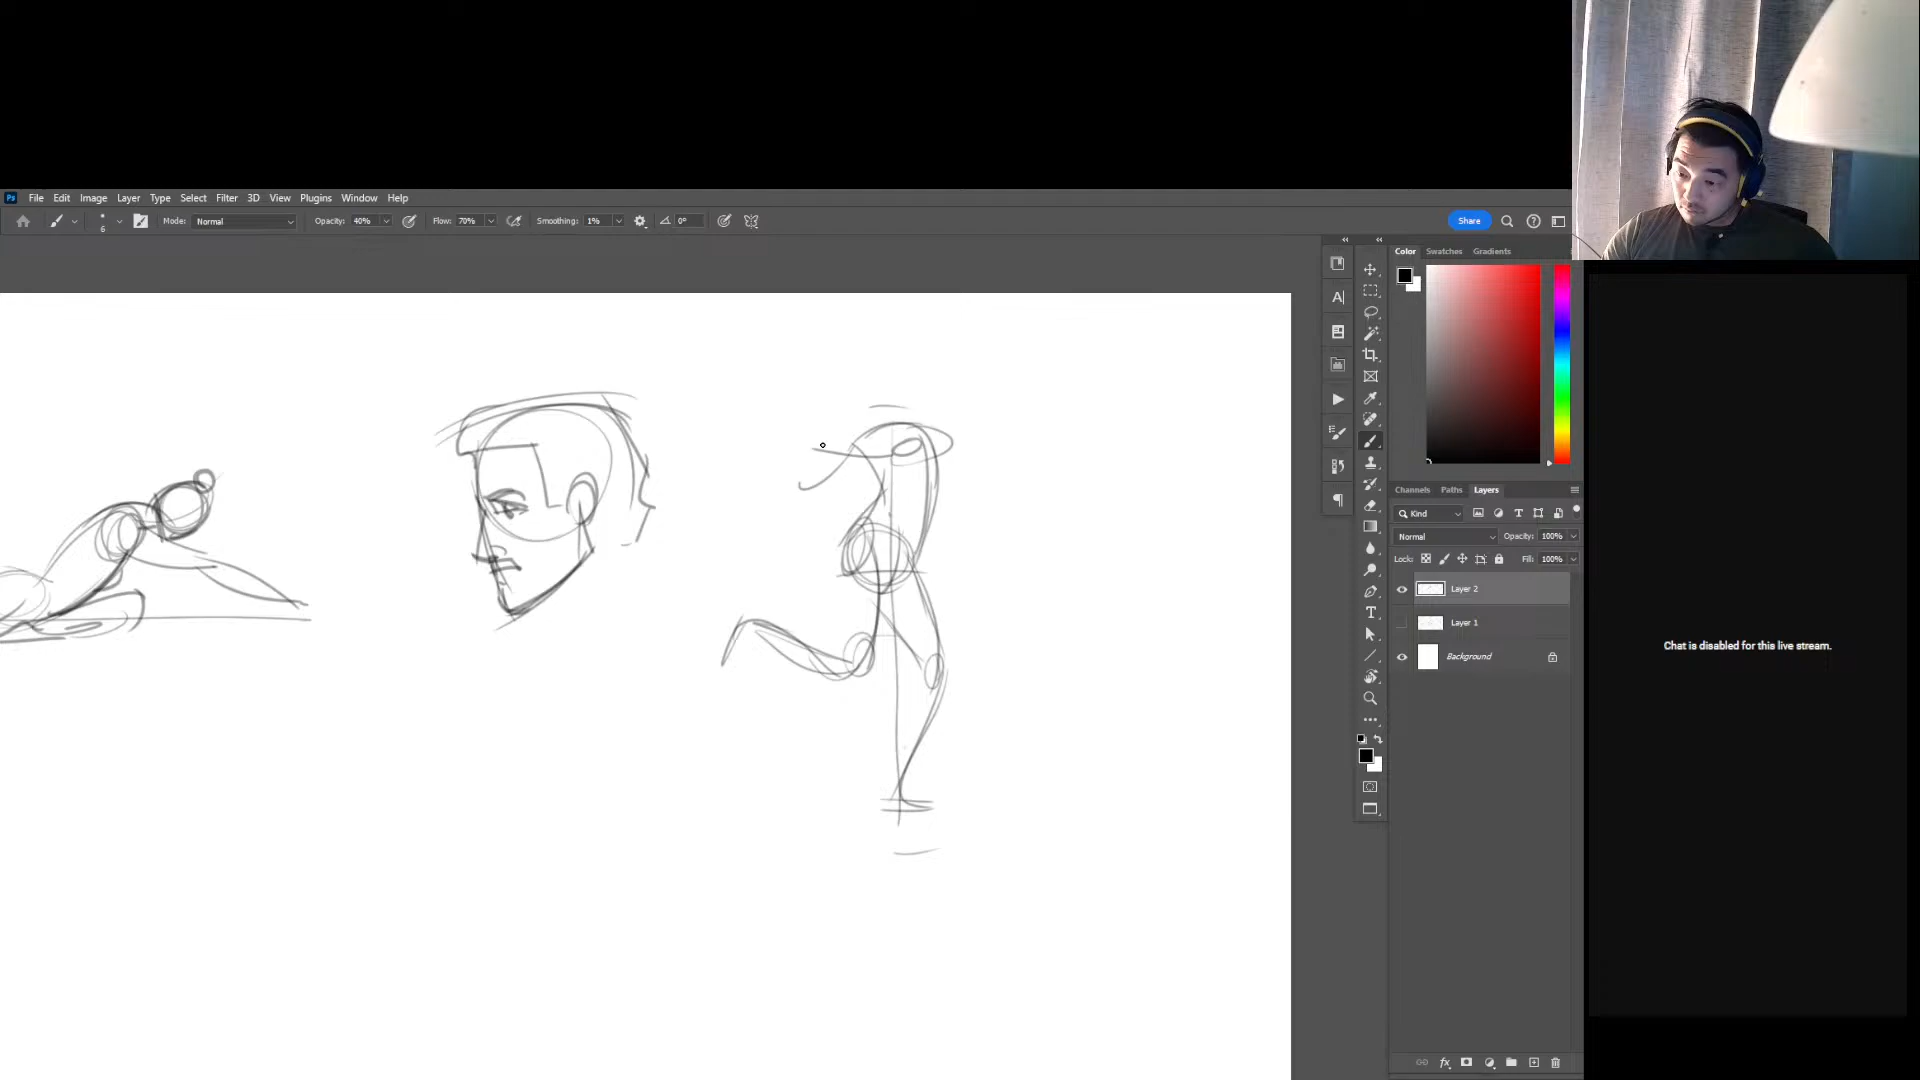 Ps File Edit Image Layer Type Select Filter 3D View Plugins Window Help
6 Mode: Normal Opacity: 40% Flow: 70% Smoothing: 1% 0° Share
Color Swatches Gradients
Channels Paths Layers
Kind
Normal Opacity: 100%
Lock: Fill: 100%
Layer 2
Layer 1
Background
Chat is disabled for this live stream.